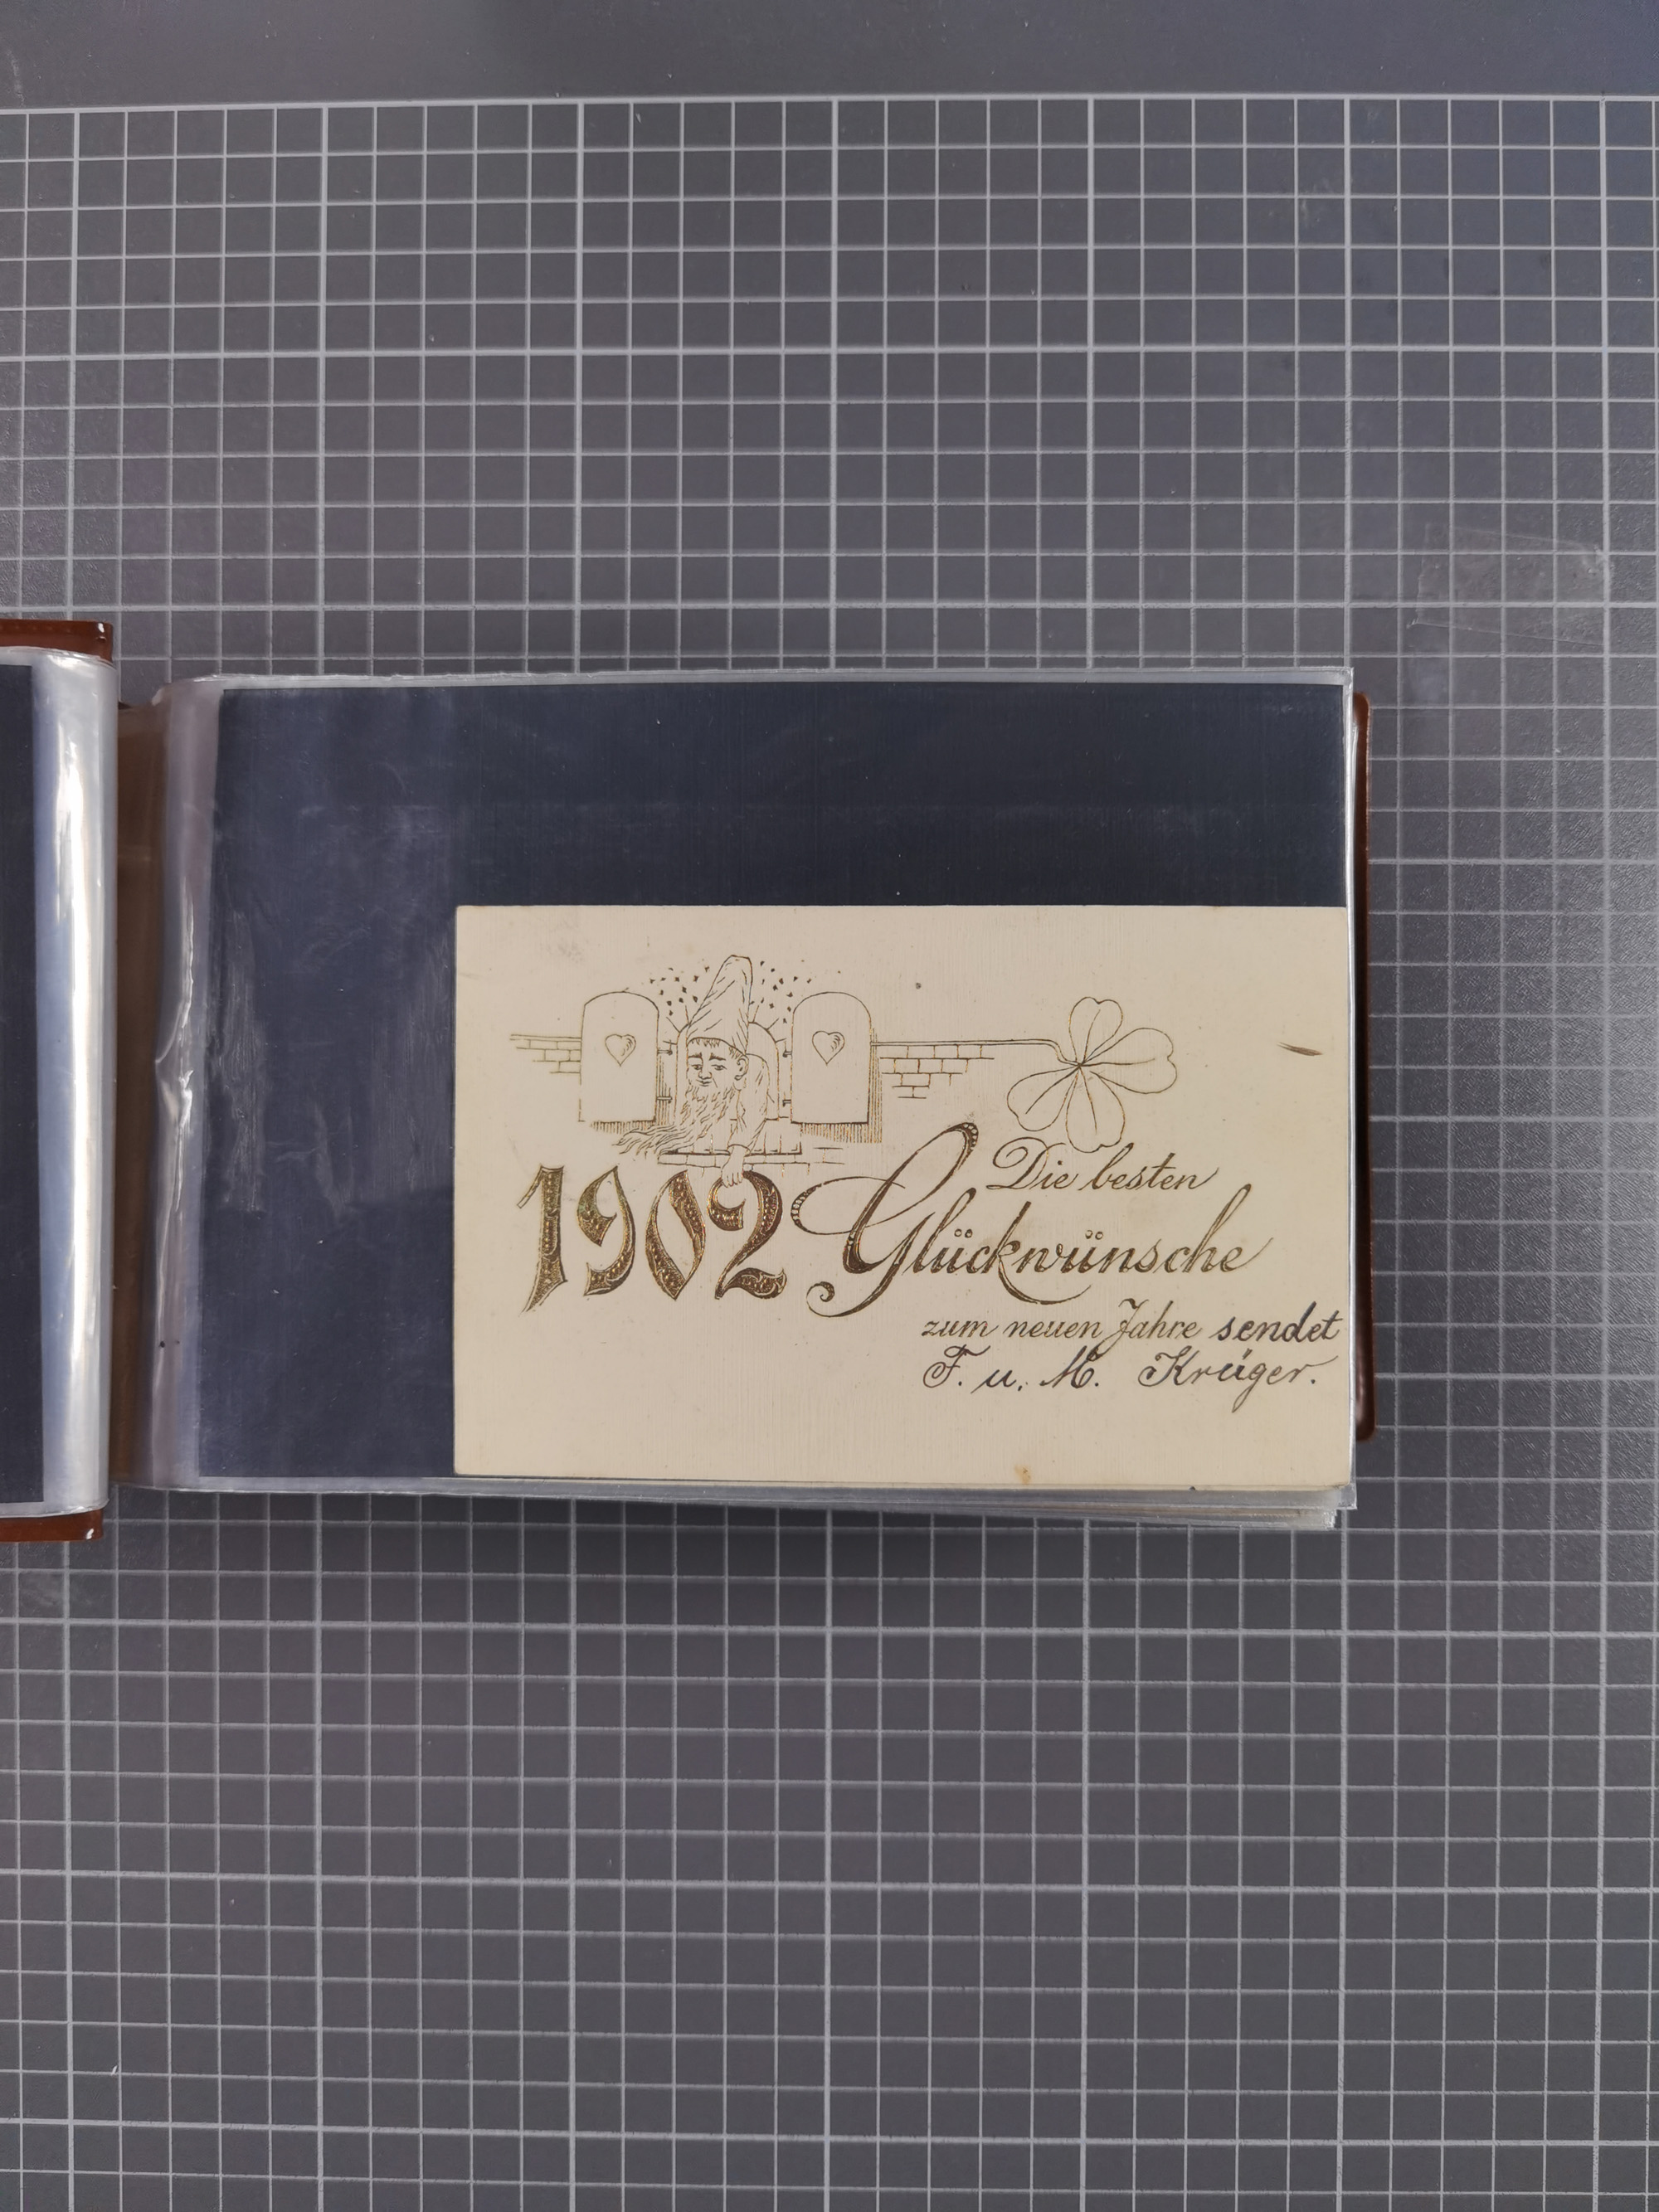 1902
Die besten
Glückwünsche
zum neuen Jahre sendet
F. u. M. Krüger.